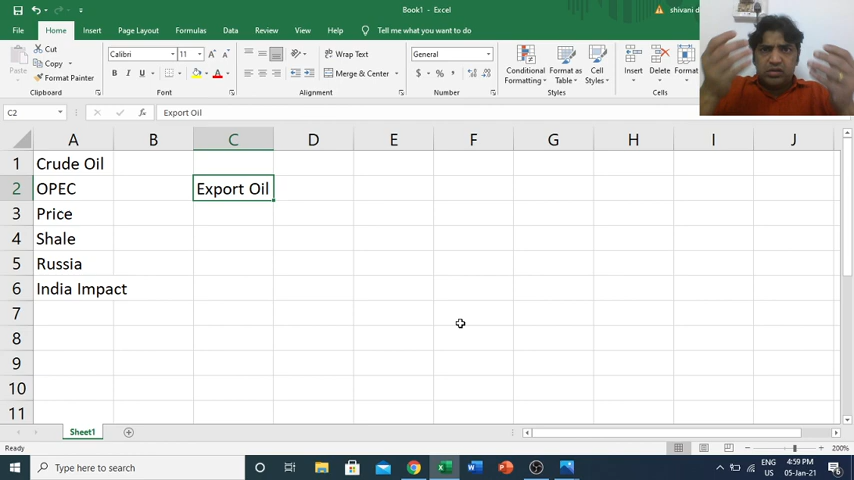 Book1 - Excel
shivani d
File Home Insert Page Layout Formulas Data Review View Help Tell me what you want to do
Cut
Copy
Format Painter
Paste
Clipboard
Calibri 11
B I U
Font
Wrap Text
Merge & Center
Alignment
General
$ % ,
Number
Conditional Formatting
Format as Table
Cell Styles
Styles
Insert Delete Format
Cells
C2 fx Export Oil
A B C D E F G H I J
1 Crude Oil
2 OPEC Export Oil
3 Price
4 Shale
5 Russia
6 India Impact
7
8
9
10
11
Sheet1
Ready
200%
Type here to search
ENG
US
4:59 PM
05-Jan-21
6